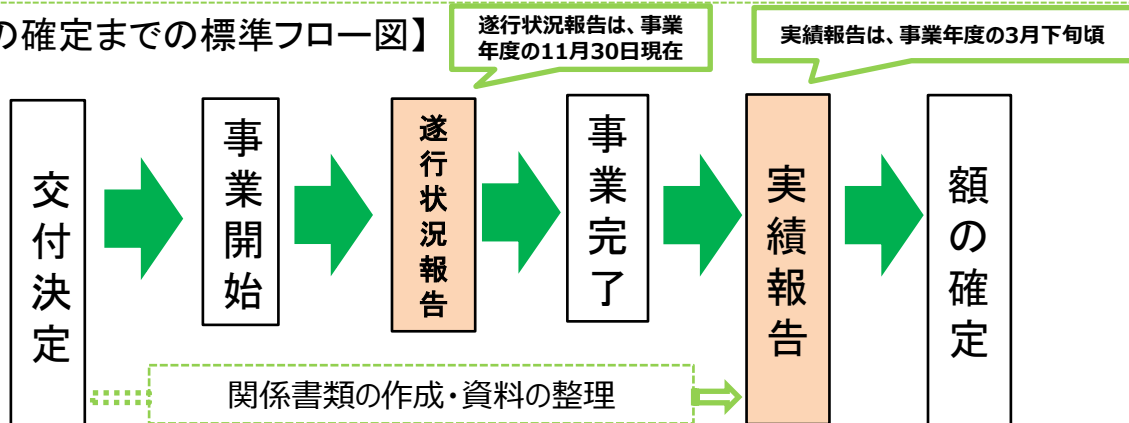 の確定までの標準フロー図】
遂行状況報告は、事業
年度の11月30日現在
実績報告は、事業年度の3月下旬頃
交付決定
事業開始
遂行状況報告
事業完了
実績報告
額の確定
関係書類の作成・資料の整理